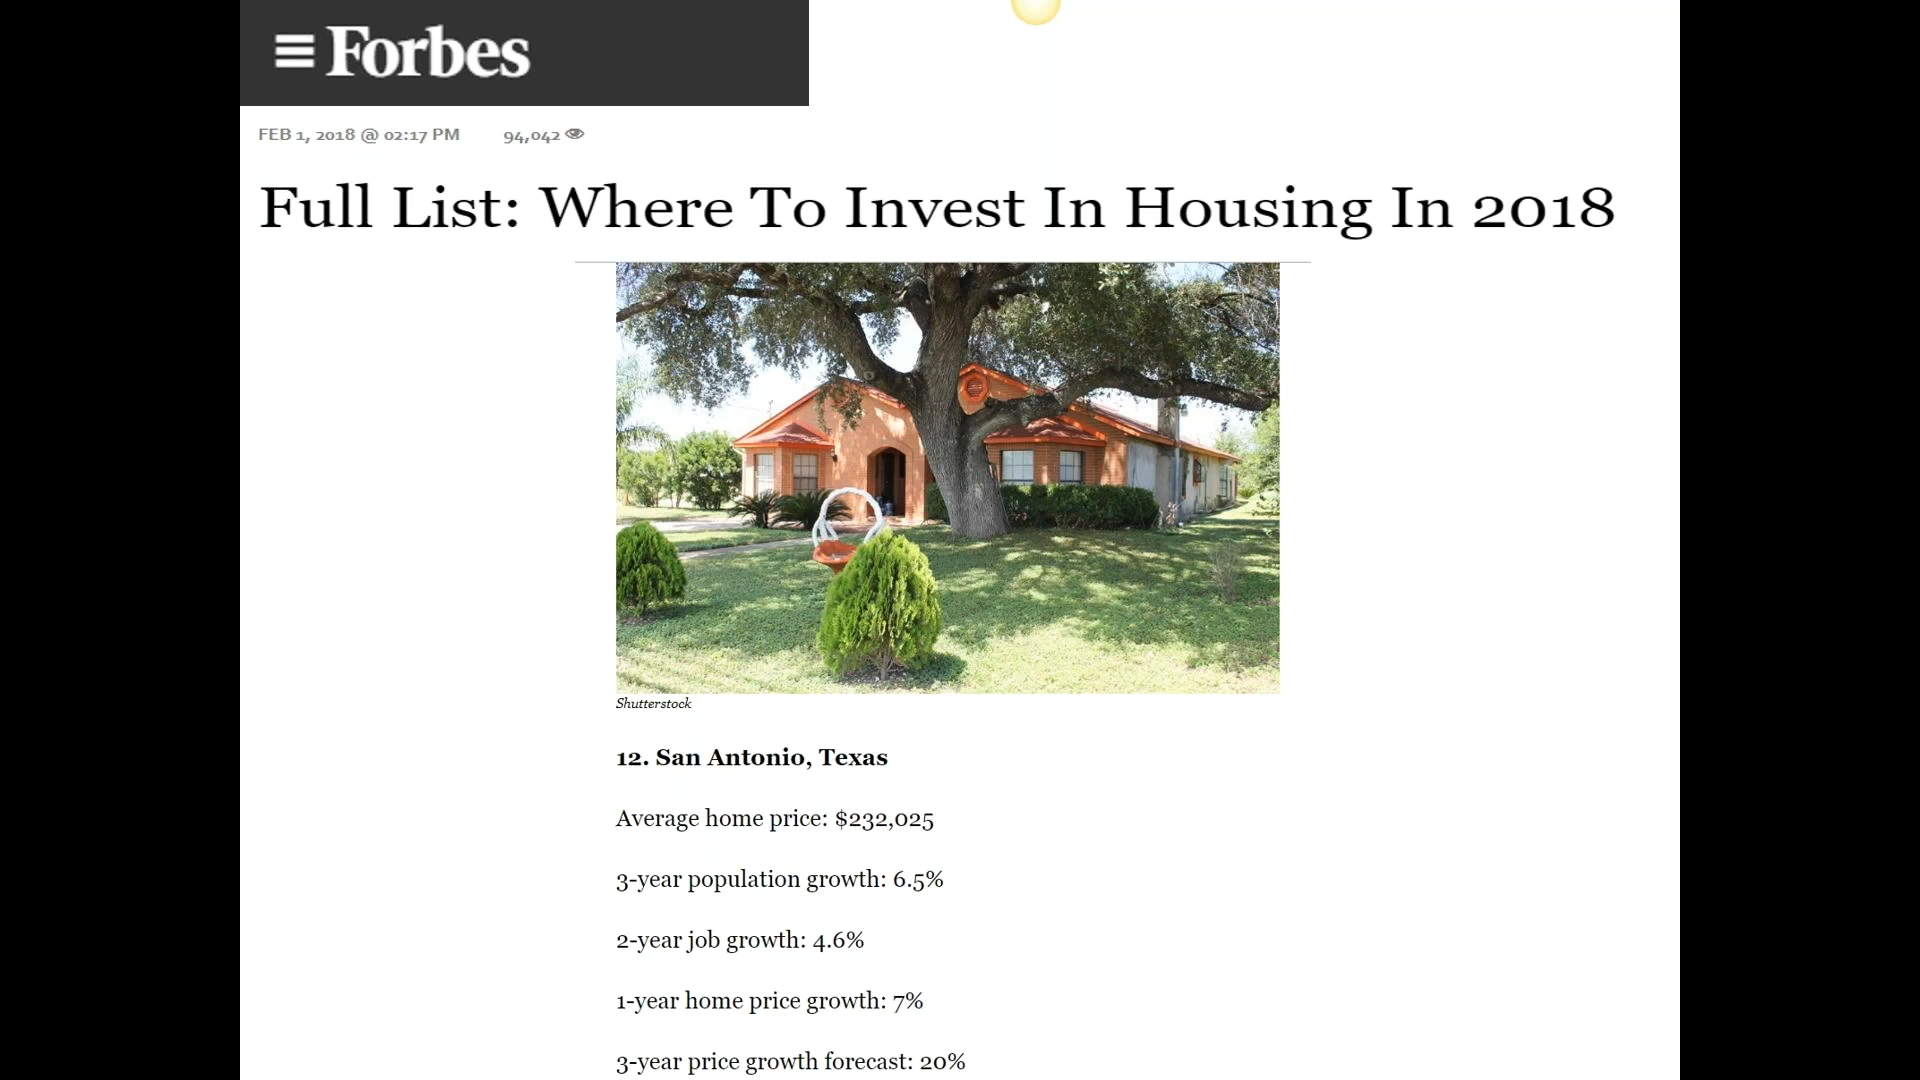 Forbes
FEB 1, 2018 @ 02:17 PM 94,042
Full List: Where To Invest In Housing In 2018
Shutterstock
12. San Antonio, Texas
Average home price: $232,025
3-year population growth: 6.5%
2-year job growth: 4.6%
1-year home price growth: 7%
3-year price growth forecast: 20%